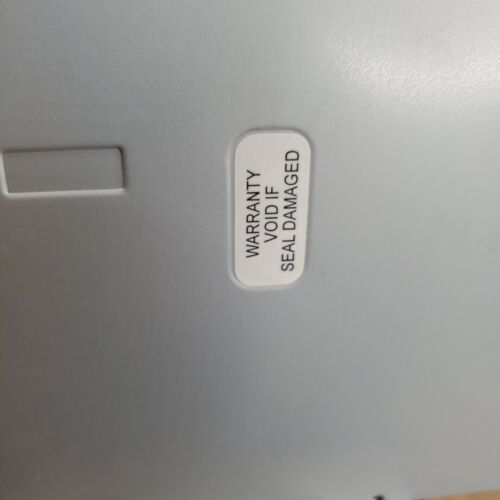 WARRANTY
VOID IF
SEAL DAMAGED